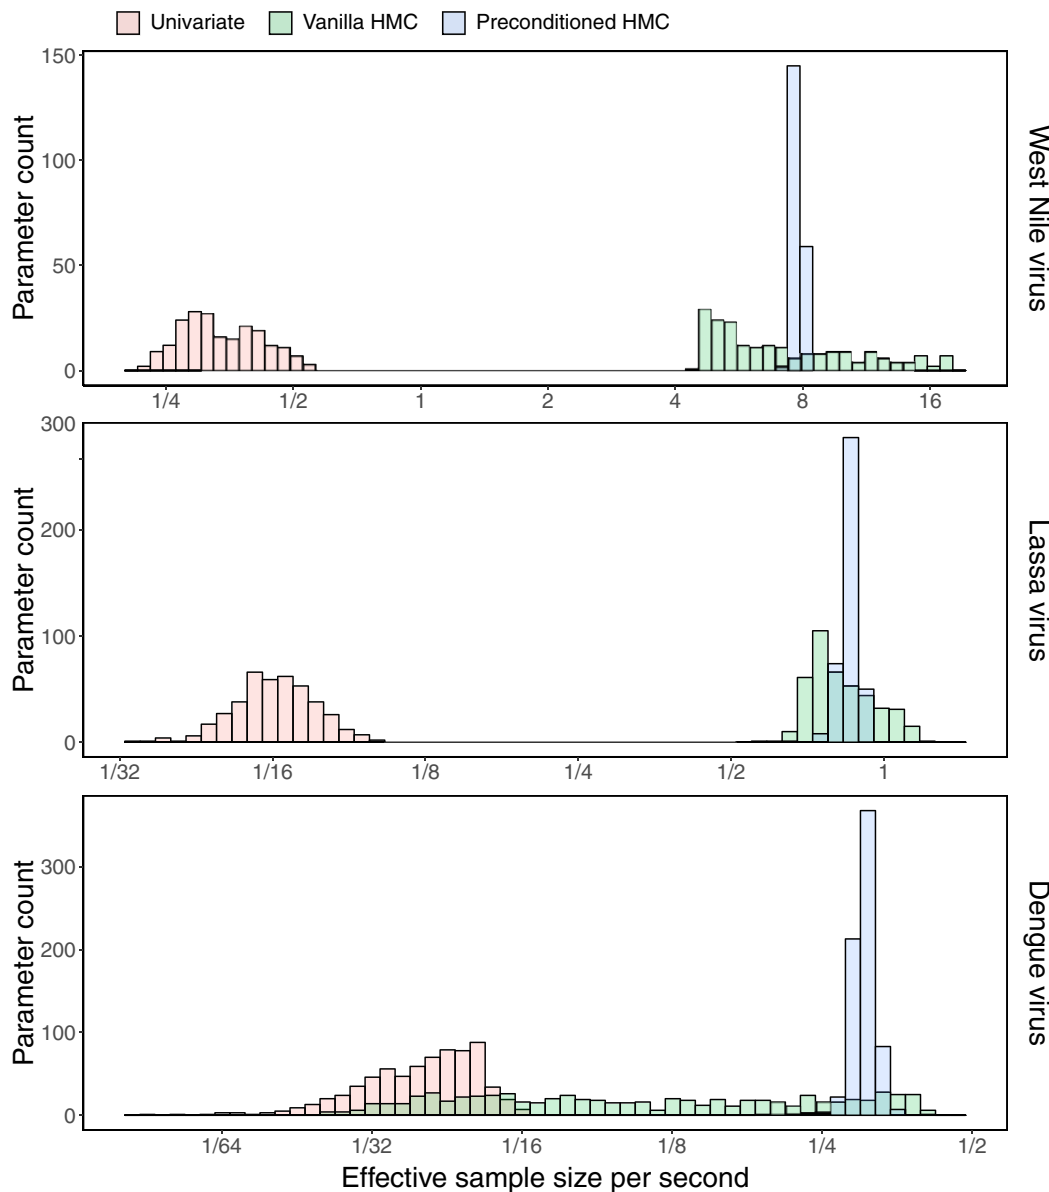 Univariate Vanilla HMC Preconditioned HMC
Parameter count
150
100
50
0
1/4 1/2 1 2 4 8 16
West Nile virus
Parameter count
300
200
100
0
1/32 1/16 1/8 1/4 1/2 1
Lassa virus
Parameter count
300
200
100
0
1/64 1/32 1/16 1/8 1/4 1/2
Dengue virus
Effective sample size per second